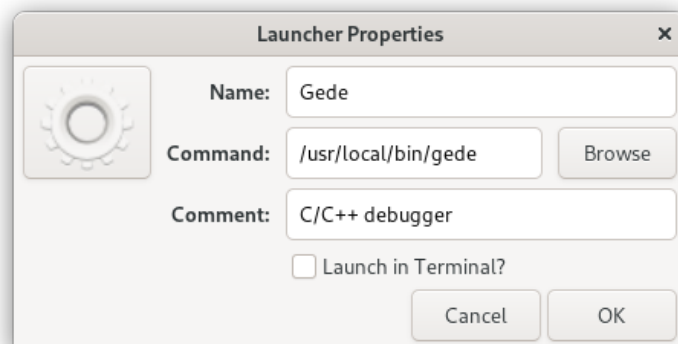 Launcher Properties ×
Name: Gede
Command: /usr/local/bin/gede Browse
Comment: C/C++ debugger
Launch in Terminal?
Cancel OK